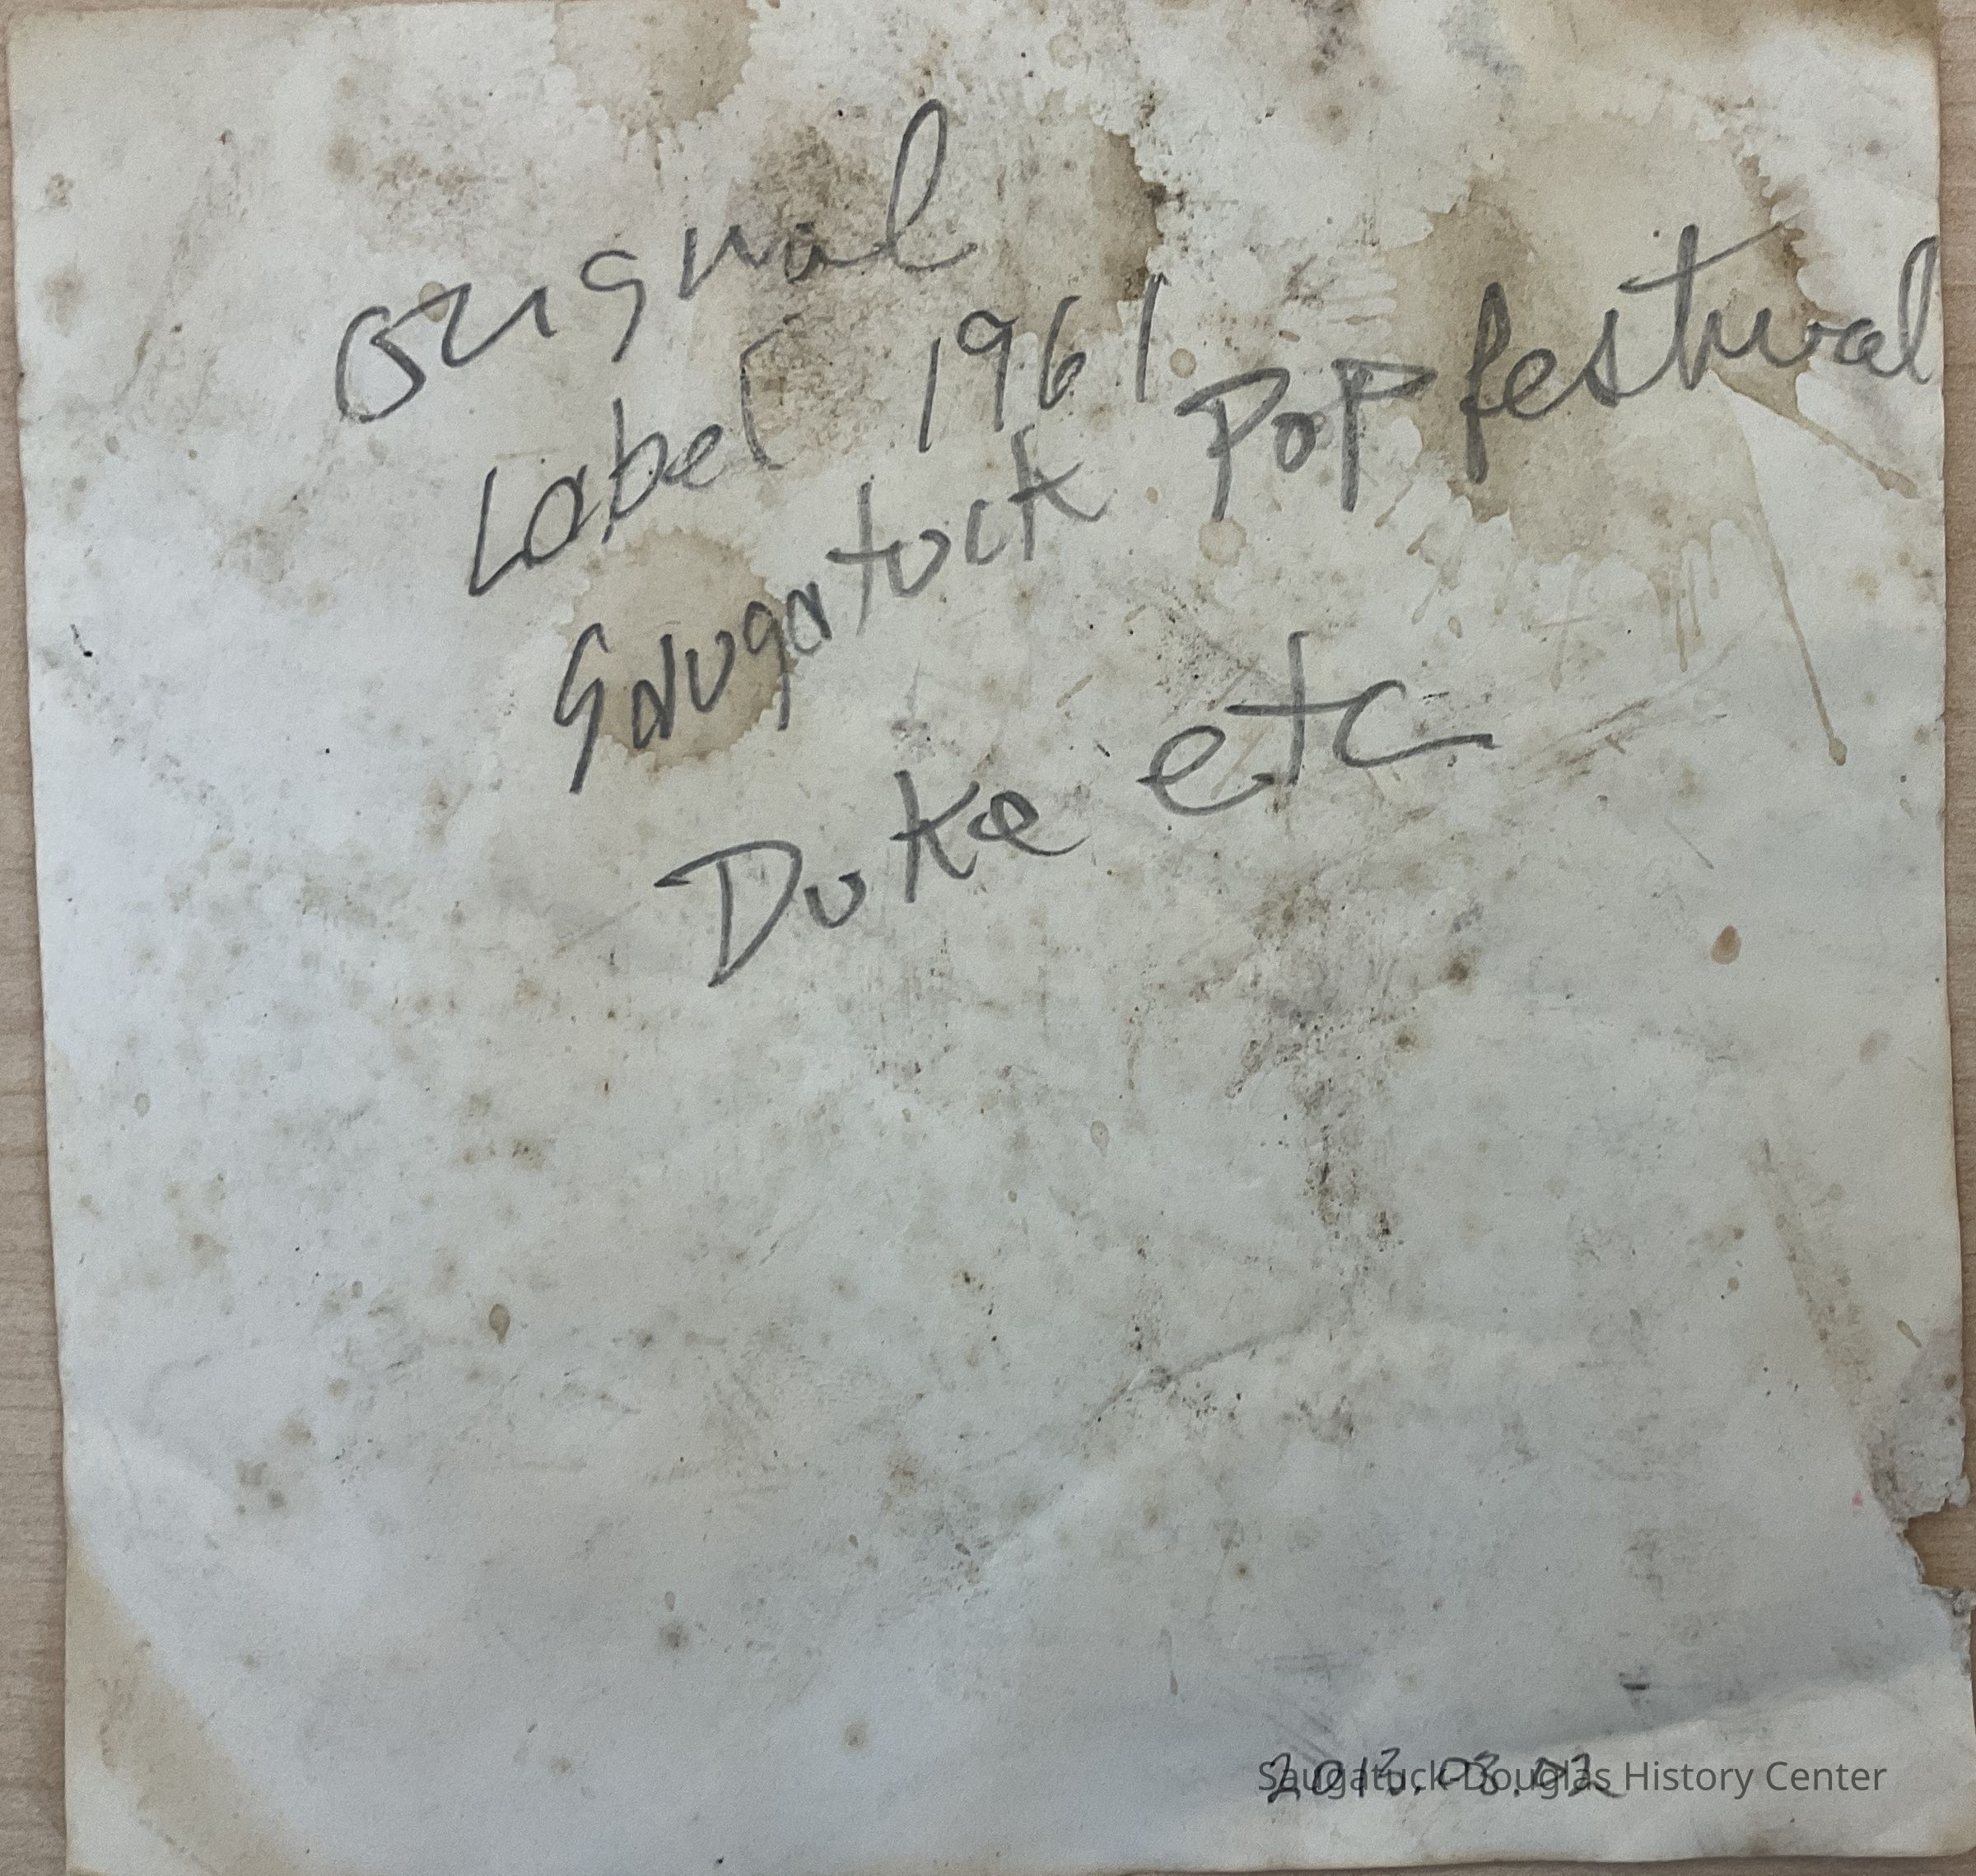 Original
Label 1961
Saugatuck Pop festival
Duke etc
2013.03.02
Saugatuck-Douglas History Center